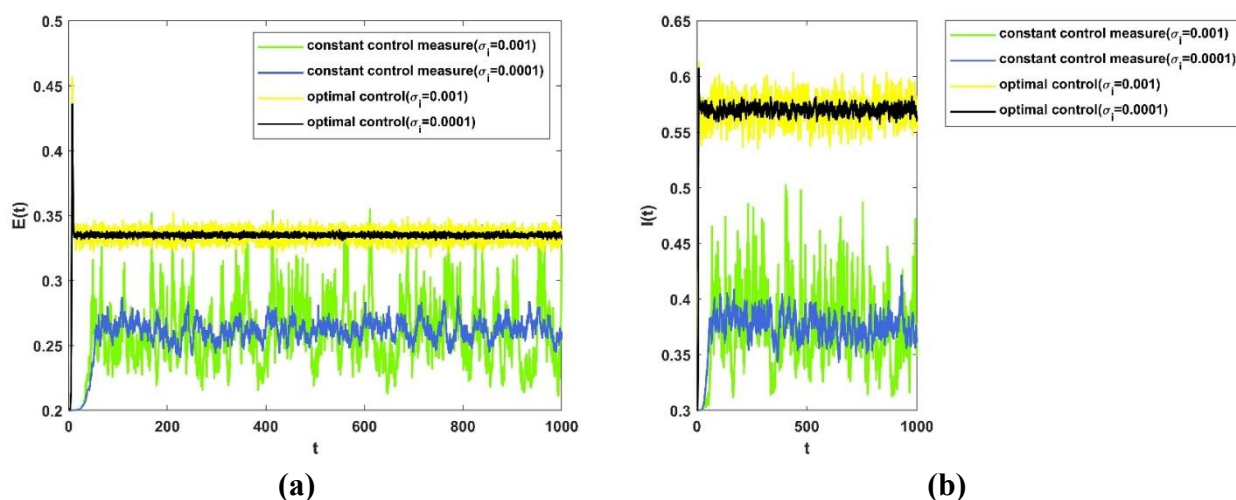 0.5
0.45
0.4
0.35
0.3
0.25
0.2
E(t)
0
200
400
600
800
1000
t
constant control measure(σi=0.001)
constant control measure(σi=0.0001)
optimal control(σi=0.001)
optimal control(σi=0.0001)
(a)
0.65
0.6
0.55
0.5
0.45
0.4
0.35
0.3
I(t)
0
500
1000
t
constant control measure(σi=0.001)
constant control measure(σi=0.0001)
optimal control(σi=0.001)
optimal control(σi=0.0001)
(b)